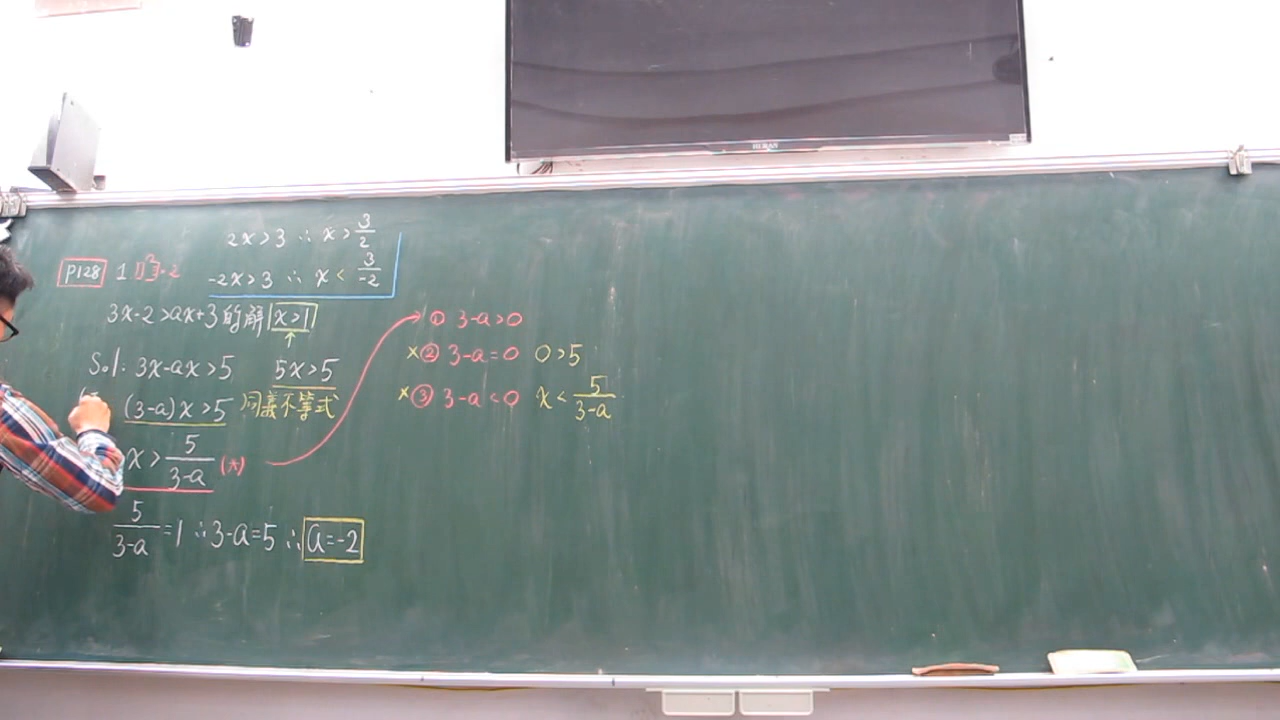 2x>3 ∴ x>3/2
P128 1 
-2x>3 ∴ x<3/-2
3x-2>ax+3的解 x>1
↑
Sol: 3x-ax>5 5x>5
(3-a)x>5 同義不等式
x>5/3-a (*)
5/3-a=1 ∴3-a=5 ∴ a=-2
① 3-a>0
×② 3-a=0 0>5
×③ 3-a<0 x<5/3-a